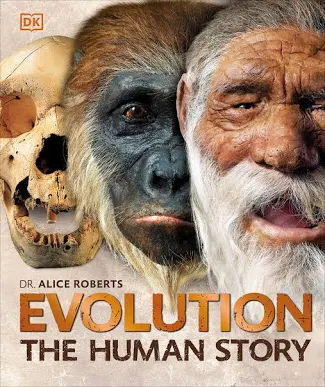 DK
DR. ALICE ROBERTS
EVOLUTION
THE HUMAN STORY